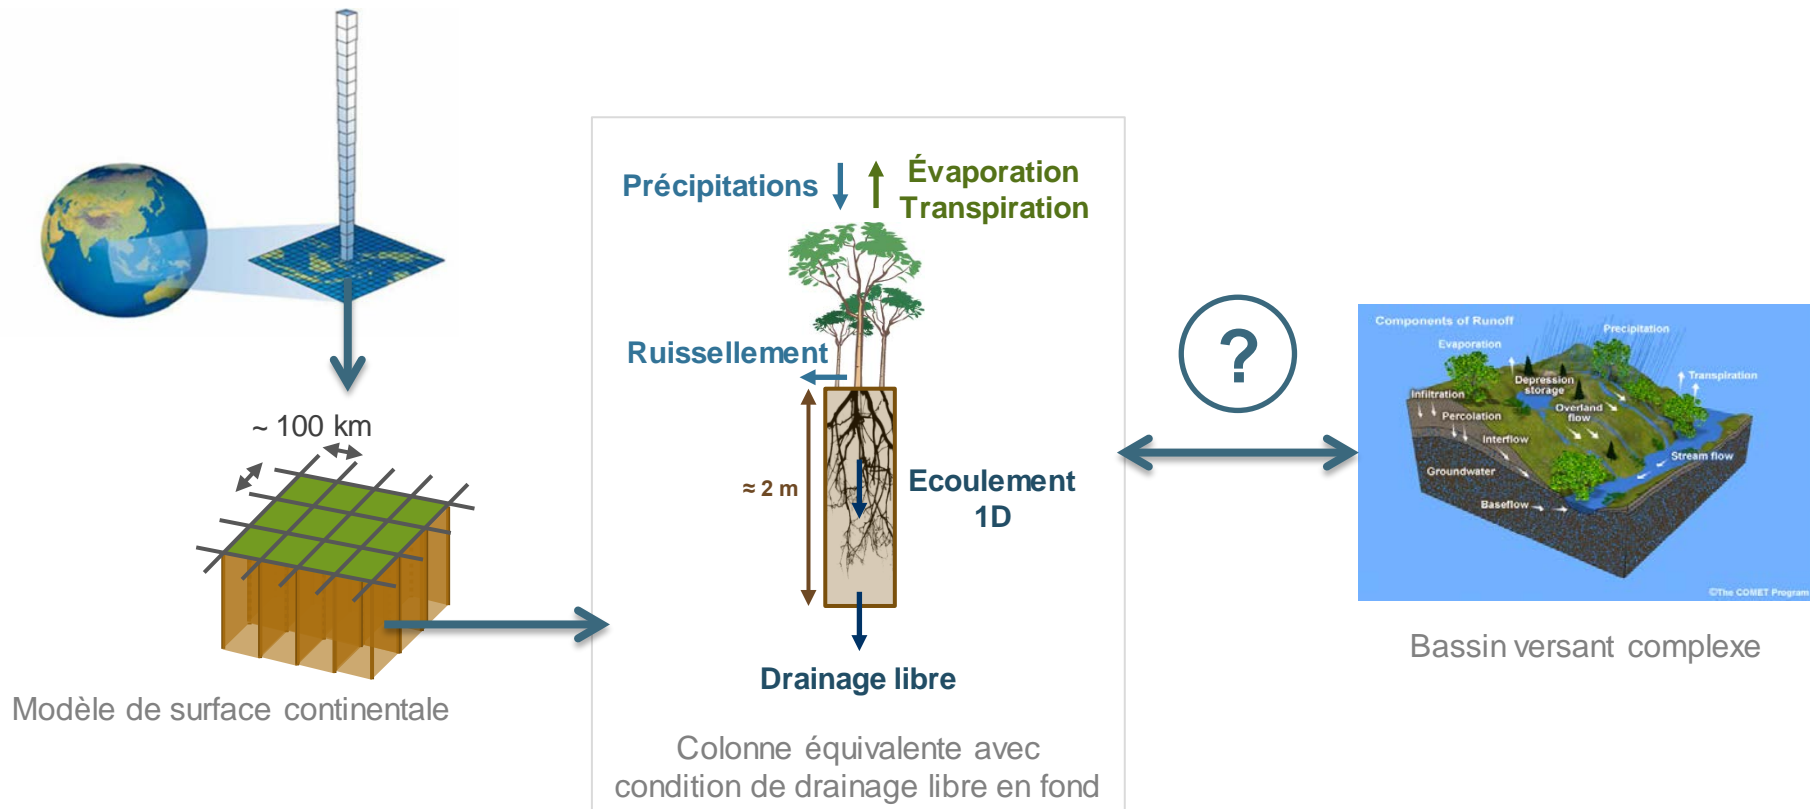 ~ 100 km
Modèle de surface continentale
Précipitations
Évaporation
Transpiration
Ruissellement
≈ 2 m
Ecoulement
1D
Drainage libre
Colonne équivalente avec
condition de drainage libre en fond
?
Components of Runoff
Precipitation
Evaporation
Transpiration
Depression
storage
Infiltration
Overland
flow
Percolation
Interflow
Stream flow
Groundwater
Baseflow
©The COMET Program
Bassin versant complexe